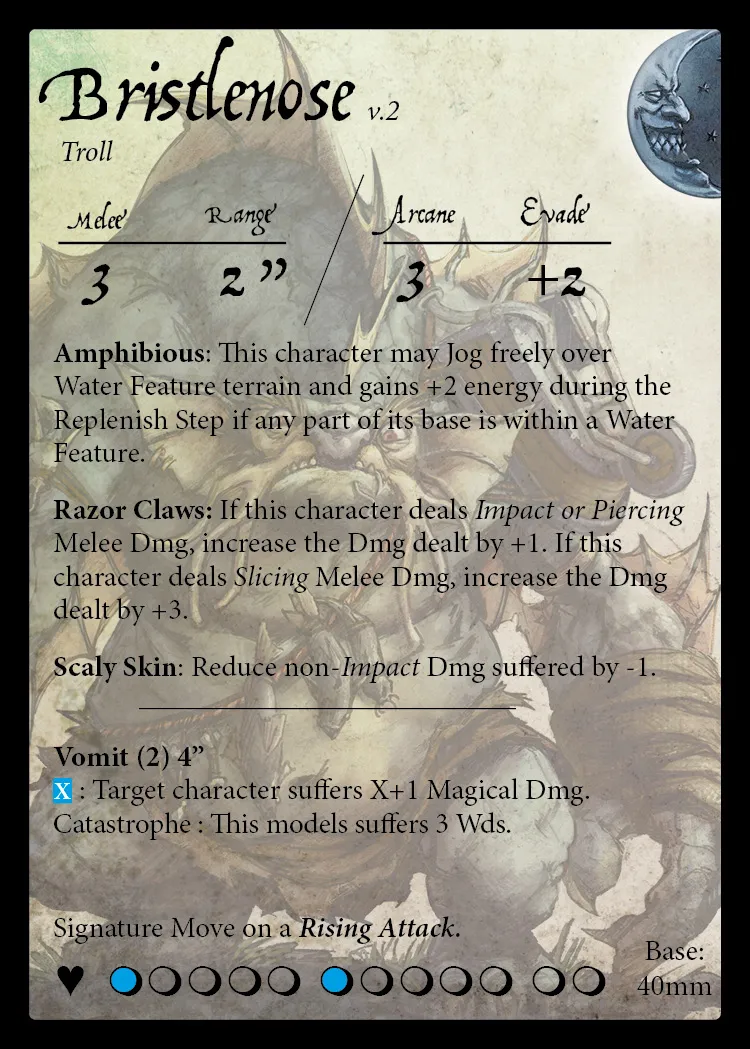 Bristlenose v.2
Troll
Melee Range Arcane Evade
3 2” 3 +2
Amphibious: This character may Jog freely over
Water Feature terrain and gains +2 energy during the
Replenish Step if any part of its base is within a Water
Feature.
Razor Claws: If this character deals Impact or Piercing
Melee Dmg, increase the Dmg dealt by +1. If this
character deals Slicing Melee Dmg, increase the Dmg
dealt by +3.
Scaly Skin: Reduce non-Impact Dmg suffered by -1.
Vomit (2) 4”
X : Target character suffers X+1 Magical Dmg.
Catastrophe : This models suffers 3 Wds.
Signature Move on a Rising Attack.
Base:
40mm